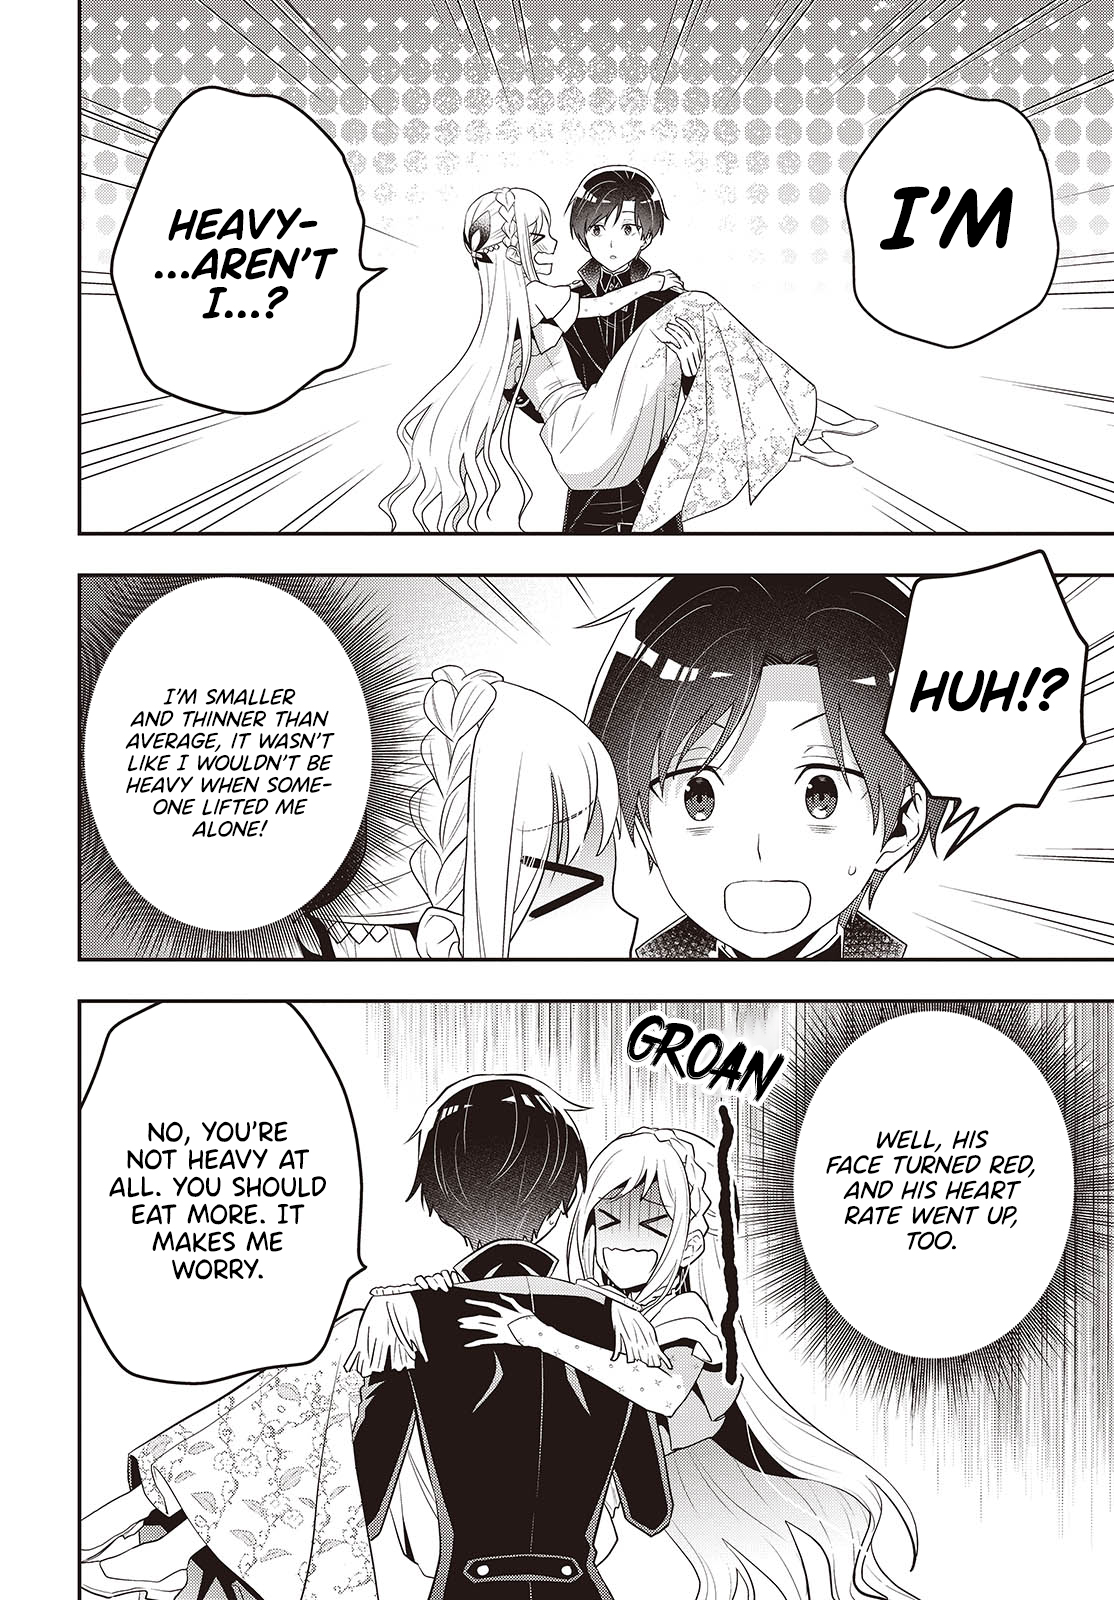 I'M
HEAVY-
...AREN'T
I...?
HUH!?
I'M SMALLER
AND THINNER THAN
AVERAGE, IT WASN'T
LIKE I WOULDN'T BE
HEAVY WHEN SOME-
ONE LIFTED ME
ALONE!
WELL, HIS
FACE TURNED RED,
AND HIS HEART
RATE WENT UP,
TOO.
GROAN
NO, YOU'RE
NOT HEAVY AT
ALL. YOU SHOULD
EAT MORE. IT
MAKES ME
WORRY.